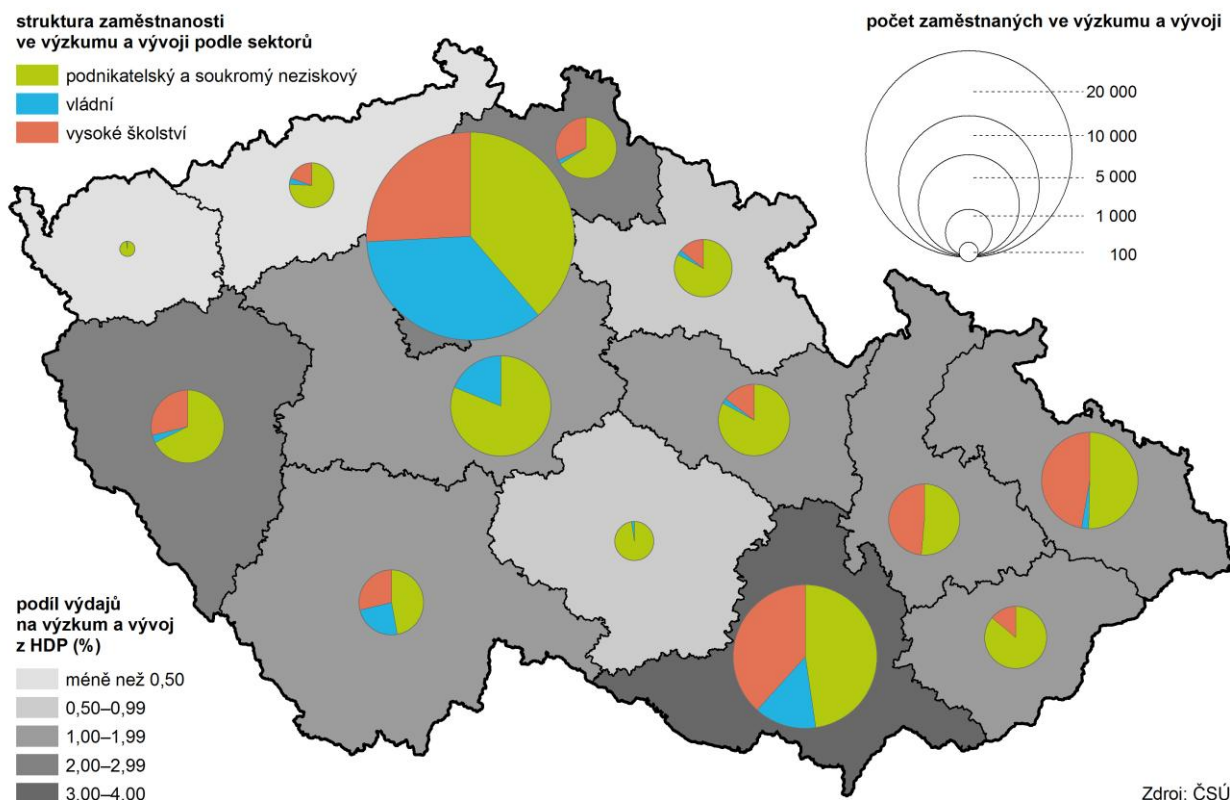 struktura zaměstnanosti
ve výzkumu a vývoji podle sektorů
podnikatelský a soukromý neziskový
vládní
vysoké školství
počet zaměstnaných ve výzkumu a vývoji
20 000
10 000
5 000
1 000
100
podíl výdajů
na výzkum a vývoj
z HDP (%)
méně než 0,50
0,50–0,99
1,00–1,99
2,00–2,99
3,00–4,00
Zdroj: ČSÚ